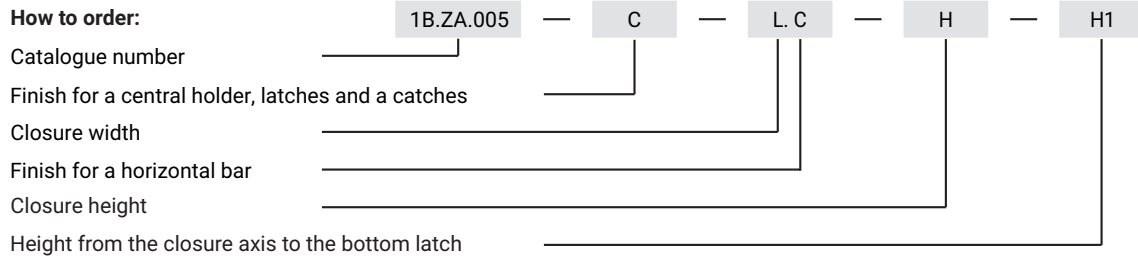 How to order: 1B.ZA.005 — C — L. C — H — H1
Catalogue number
Finish for a central holder, latches and a catches
Closure width
Finish for a horizontal bar
Closure height
Height from the closure axis to the bottom latch